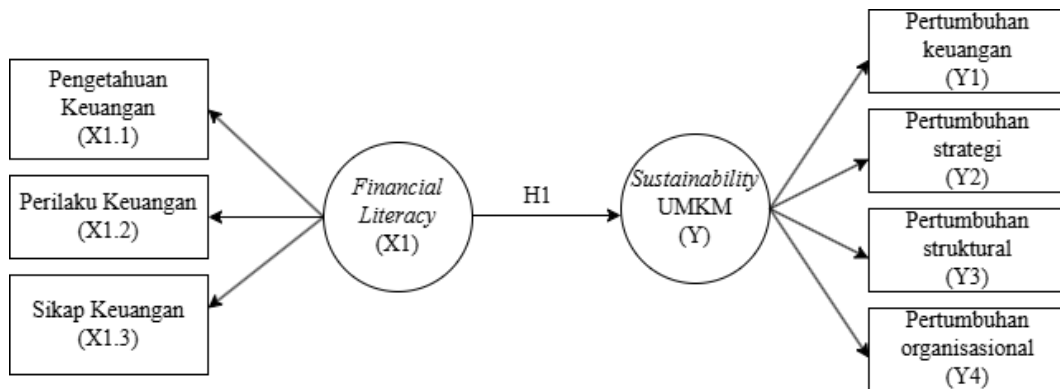 Pengetahuan
Keuangan
(X1.1)
Perilaku Keuangan
(X1.2)
Sikap Keuangan
(X1.3)
Financial
Literacy
(X1)
H1
Sustainability
UMKM
(Y)
Pertumbuhan
keuangan
(Y1)
Pertumbuhan
strategi
(Y2)
Pertumbuhan
struktural
(Y3)
Pertumbuhan
organisasional
(Y4)